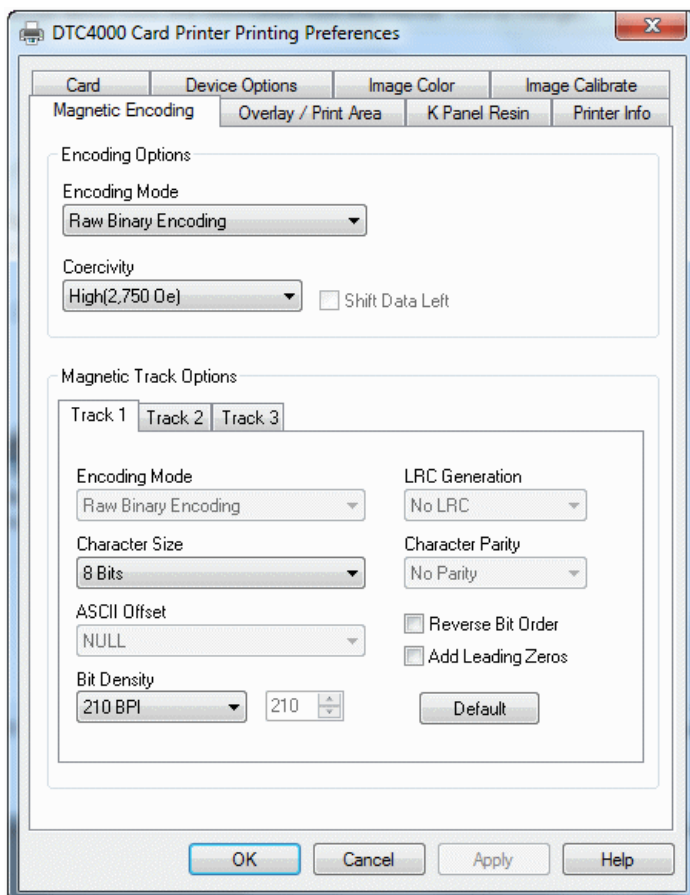 DTC4000 Card Printer Printing Preferences
Card Device Options Image Color Image Calibrate
Magnetic Encoding Overlay / Print Area K Panel Resin Printer Info
Encoding Options
Encoding Mode
Raw Binary Encoding
Coercivity
High(2,750 Oe) Shift Data Left
Magnetic Track Options
Track 1 Track 2 Track 3
Encoding Mode LRC Generation
Raw Binary Encoding No LRC
Character Size Character Parity
8 Bits No Parity
ASCII Offset
NULL
Reverse Bit Order
Add Leading Zeros
Bit Density
210 BPI 210 Default
OK Cancel Apply Help